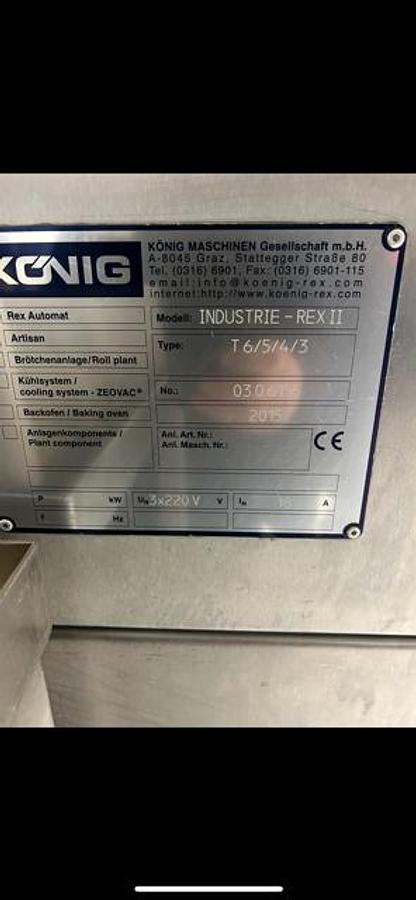 KÖNIG
KÖNIG MASCHINEN Gesellschaft m.b.H.
A-8045 Graz, Stattegger Straße 80
Tel. (0316) 6901, Fax: (0316) 6901-115
email:info@koenig-rex.com
internet:http://www.koenig-rex.com
Rex Automat
Modell: INDUSTRIE-REX II
Artisan
Type: T 6/5/4/3
Brötchenanlage/Roll plant
Kühlsystem /
cooling system - ZEOVAC®
No.:
Backofen / Baking oven
2015
Anlagenkomponente /
Plant component
Anl. Art. Nr.:
Anl. Masch. Nr.:
CE
P kW UN 3x220 V V IN A
f Hz